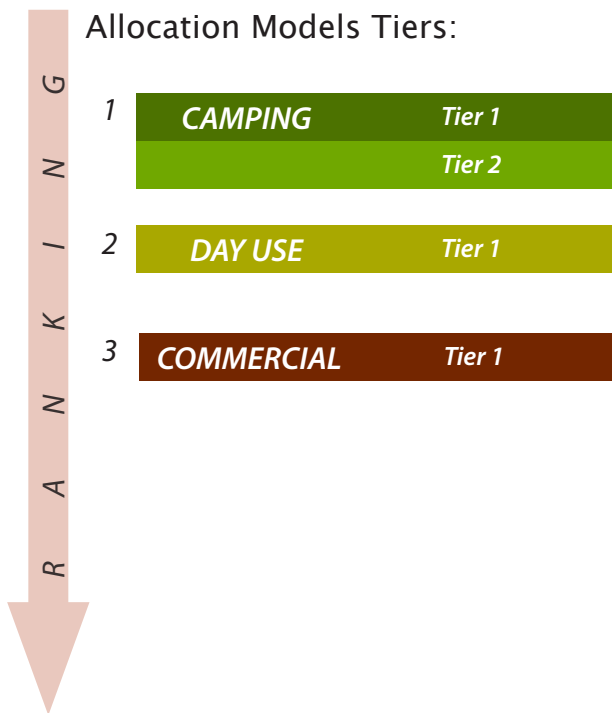 Allocation Models Tiers:
R A N K I N G
1 CAMPING Tier 1
Tier 2
2 DAY USE Tier 1
3 COMMERCIAL Tier 1